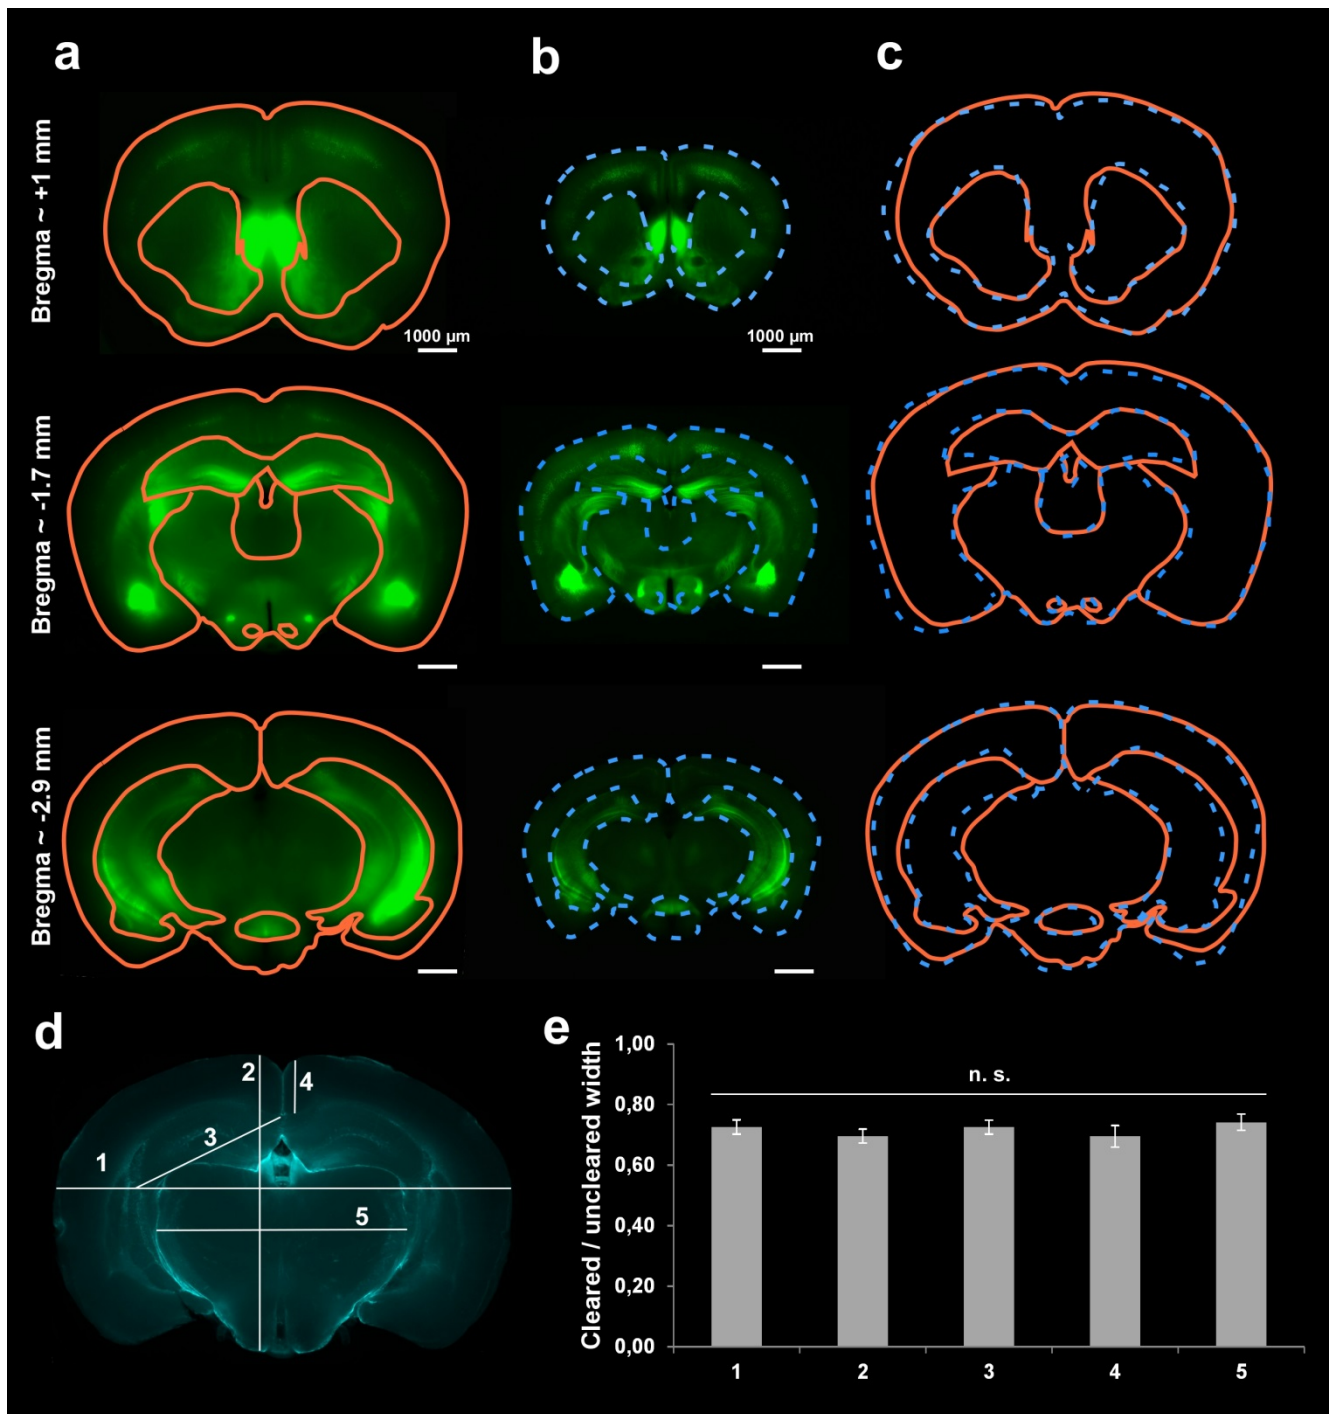 a
b
c
Bregma ~ +1 mm
1000 µm
1000 µm
Bregma ~ -1.7 mm
Bregma ~ -2.9 mm
d
2
4
3
1
5
e
Cleared / uncleared width
1,00
0,80
0,60
0,40
0,20
0,00
n. s.
1
2
3
4
5